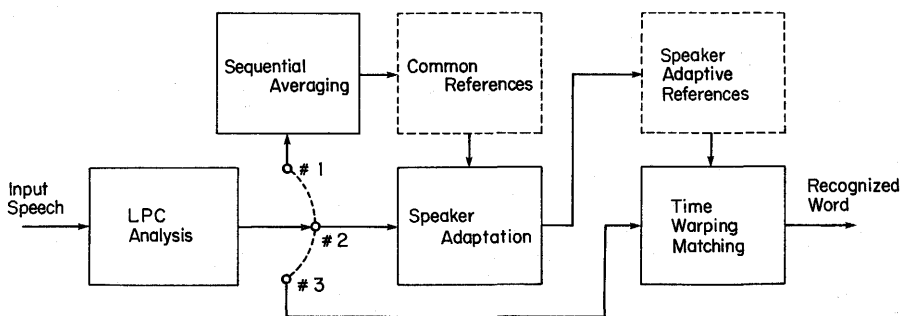 Sequential
Averaging
Common
References
Speaker
Adaptive
References
# 1
Input
Speech
LPC
Analysis
# 2
Speaker
Adaptation
Time
Warping
Matching
Recognized
Word
# 3